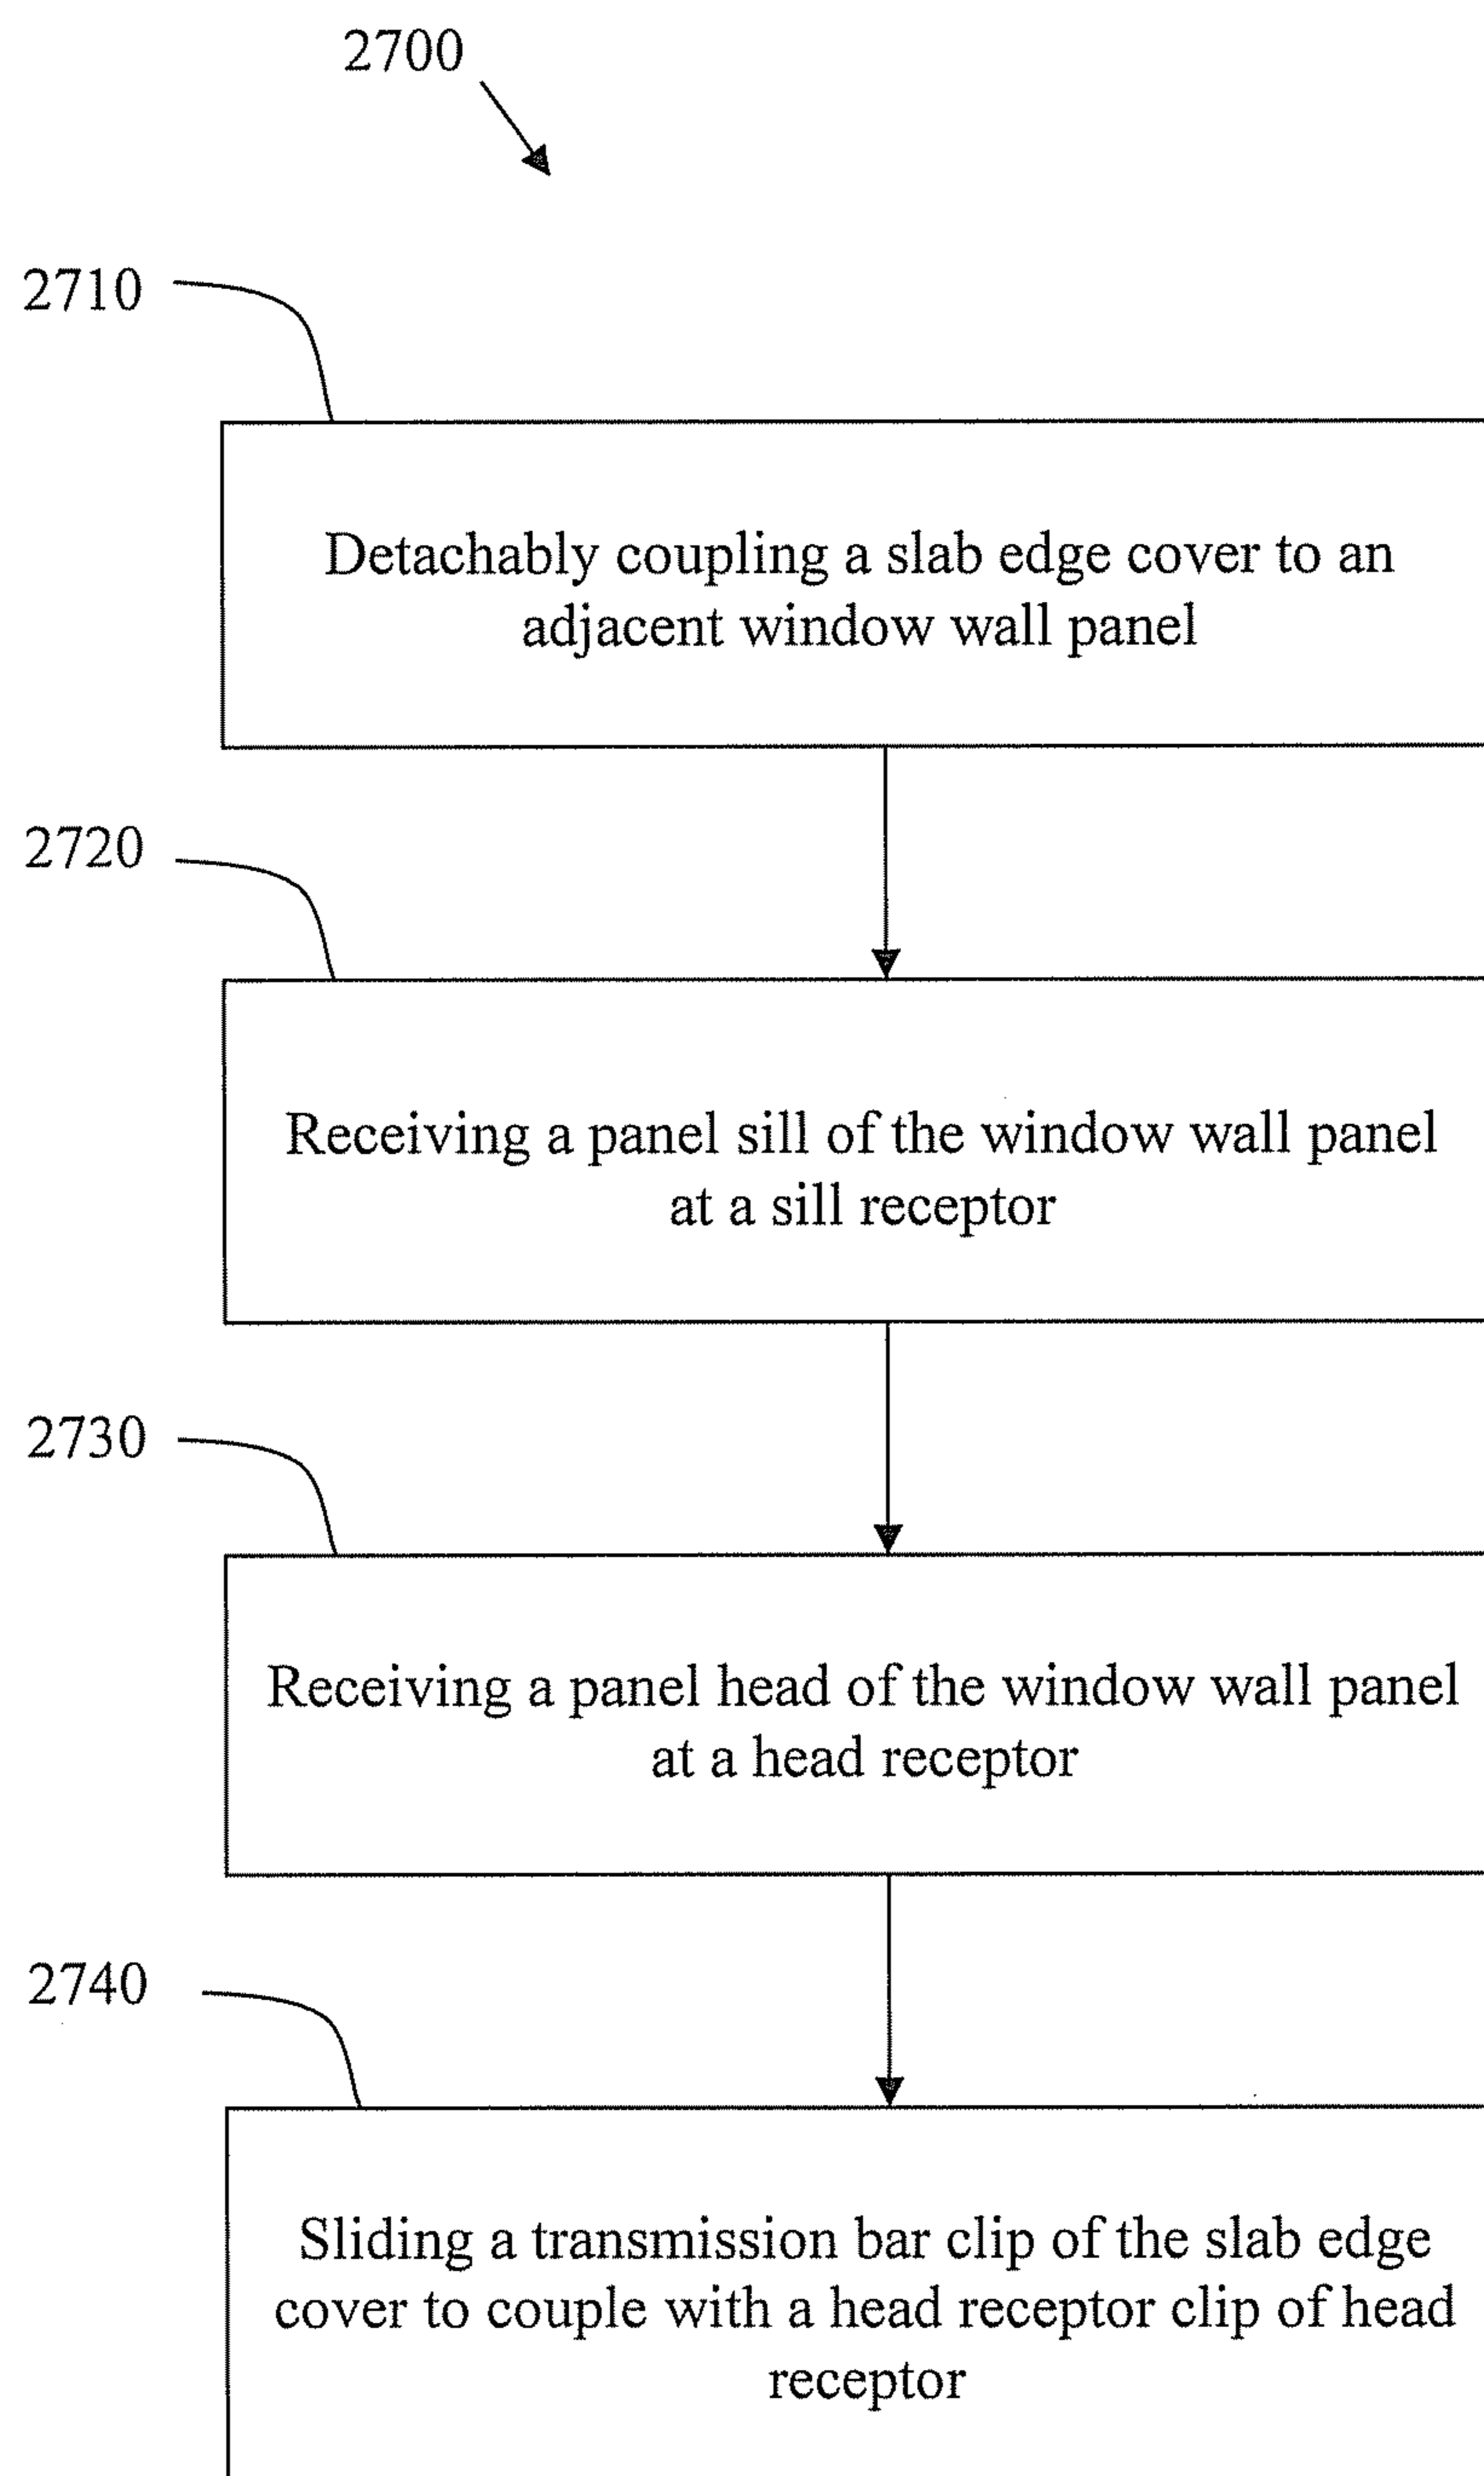 2700
2710
Detachably coupling a slab edge cover to an
adjacent window wall panel
2720
Receiving a panel sill of the window wall panel
at a sill receptor
2730
Receiving a panel head of the window wall panel
at a head receptor
2740
Sliding a transmission bar clip of the slab edge
cover to couple with a head receptor clip of head
receptor